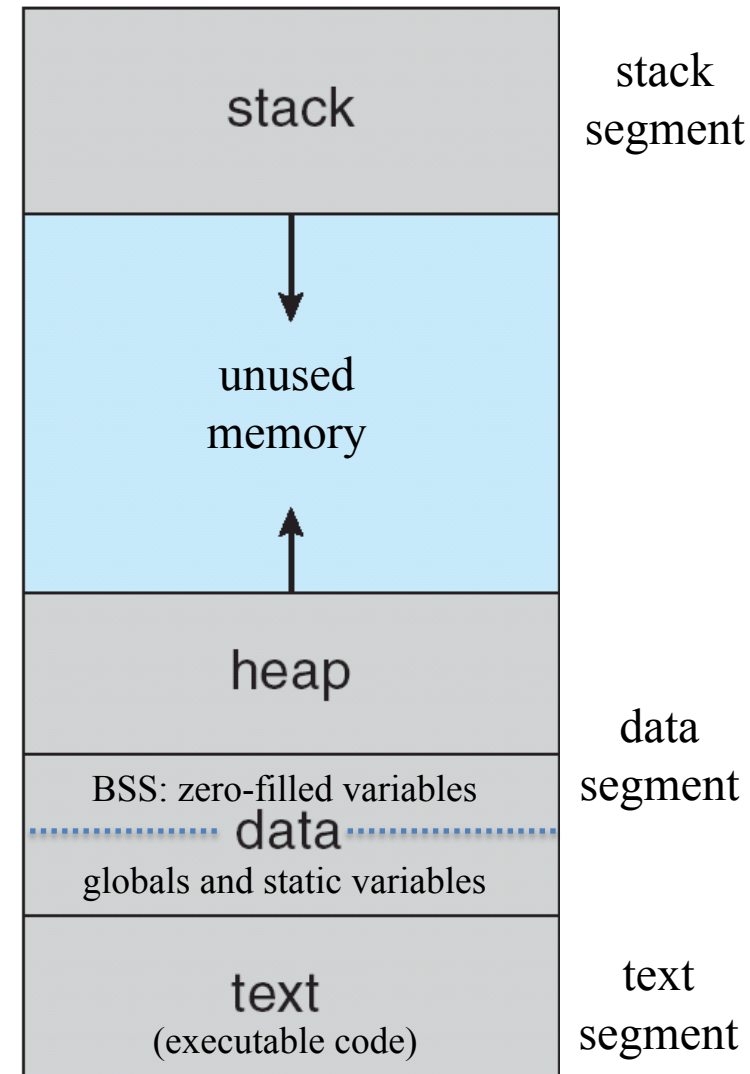 stack
stack
segment
unused
memory
heap
data
segment
BSS: zero-filled variables
data
globals and static variables
text
(executable code)
text
segment